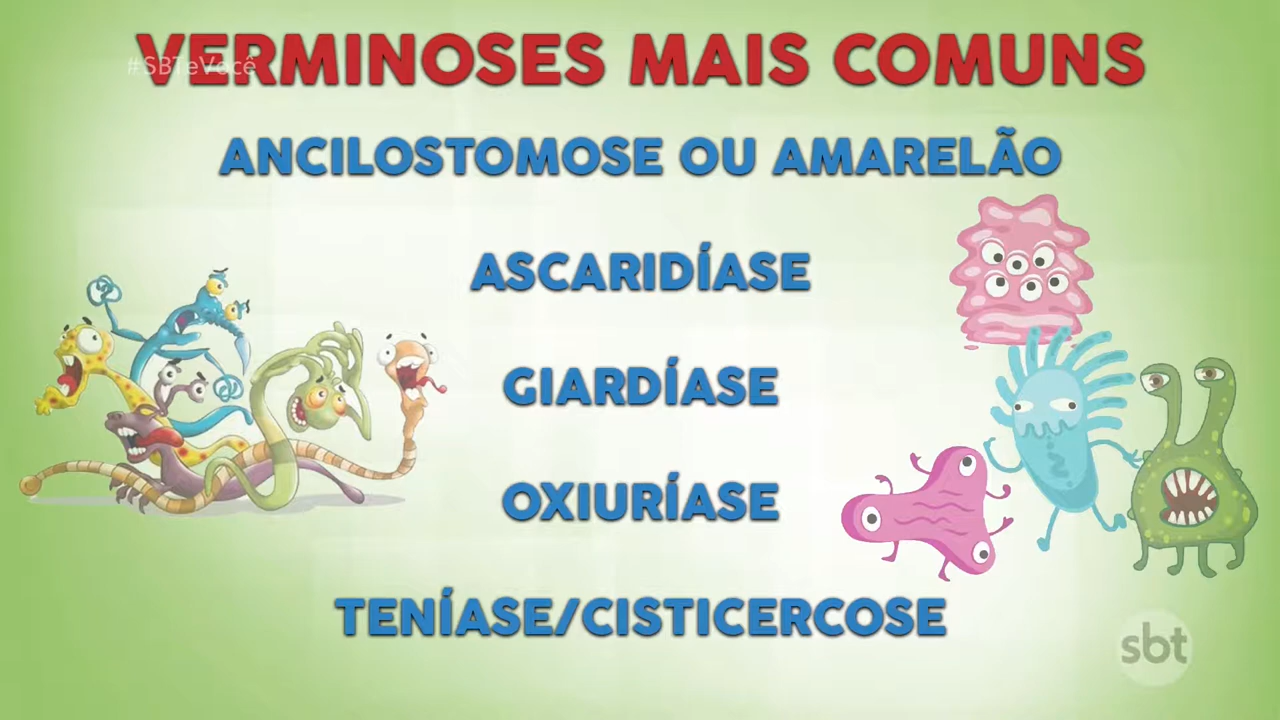 VERMINOSES MAIS COMUNS
#SBTeVocê
ANCILOSTOMOSE OU AMARELÃO
ASCARIDÍASE
GIARDÍASE
OXIURÍASE
TENÍASE/CISTICERCOSE
sbt